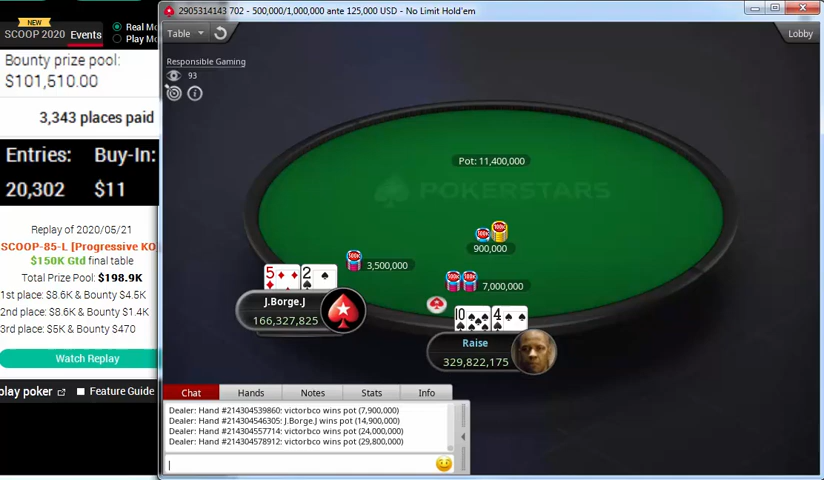 2905314143 702 - 500,000/1,000,000 ante 125,000 USD - No Limit Hold'em
NEW
SCOOP 2020 Events
Real Mo
Play Mo
Table
Lobby
Bounty prize pool:
$101,510.00
3,343 places paid
Entries: Buy-In:
20,302 $11
Replay of 2020/05/21
SCOOP-85-L [Progressive KO
$150K Gtd final table
Total Prize Pool: $198.9K
1st place: $8.6K & Bounty $4.5K
2nd place: $8.6K & Bounty $1.4K
3rd place: $5K & Bounty $470
Watch Replay
play poker
Feature Guide
Responsible Gaming
93
Pot: 11,400,000
POKERSTARS
900,000
3,500,000
7,000,000
5 2
J.Borge.J
166,327,825
10 4
Raise
329,822,175
Chat Hands Notes Stats Info
Dealer: Hand #214304539860: victorbco wins pot (7,900,000)
Dealer: Hand #214304546305: J.Borge.J wins pot (14,900,000)
Dealer: Hand #214304557714: victorbco wins pot (24,000,000)
Dealer: Hand #214304578912: victorbco wins pot (29,800,000)